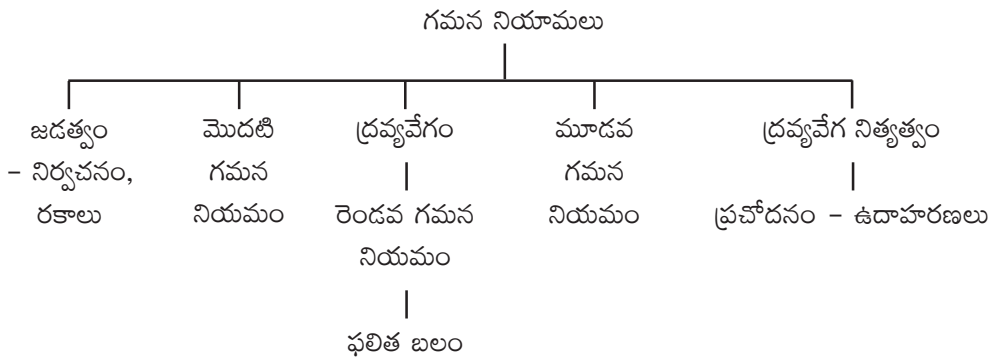 గమన నియామలు
జడత్వం
– నిర్వచనం,
రకాలు
మొదటి
గమన
నియమం
ద్రవ్యవేగం
రెండవ గమన
నియమం
ఫలిత బలం
మూడవ
గమన
నియమం
ద్రవ్యవేగ నిత్యత్వం
ప్రచోదనం – ఉదాహరణలు